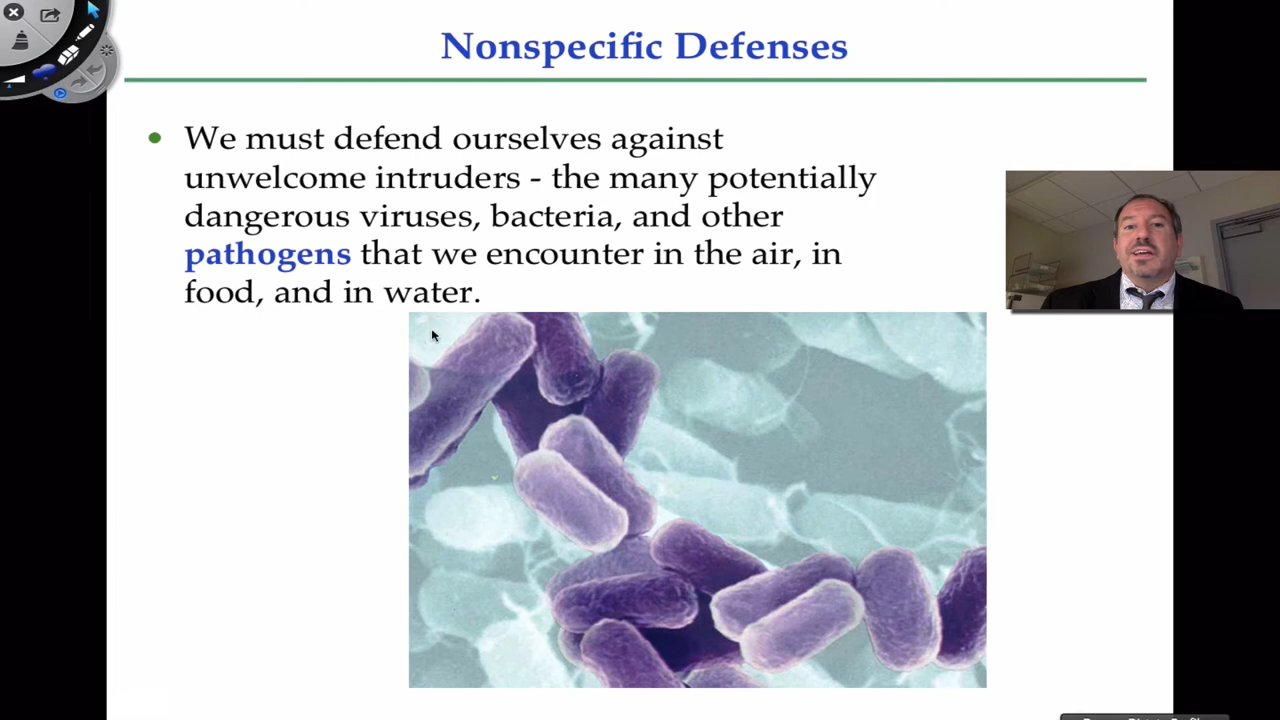 Nonspecific Defenses
• We must defend ourselves against
unwelcome intruders - the many potentially
dangerous viruses, bacteria, and other
pathogens that we encounter in the air, in
food, and in water.